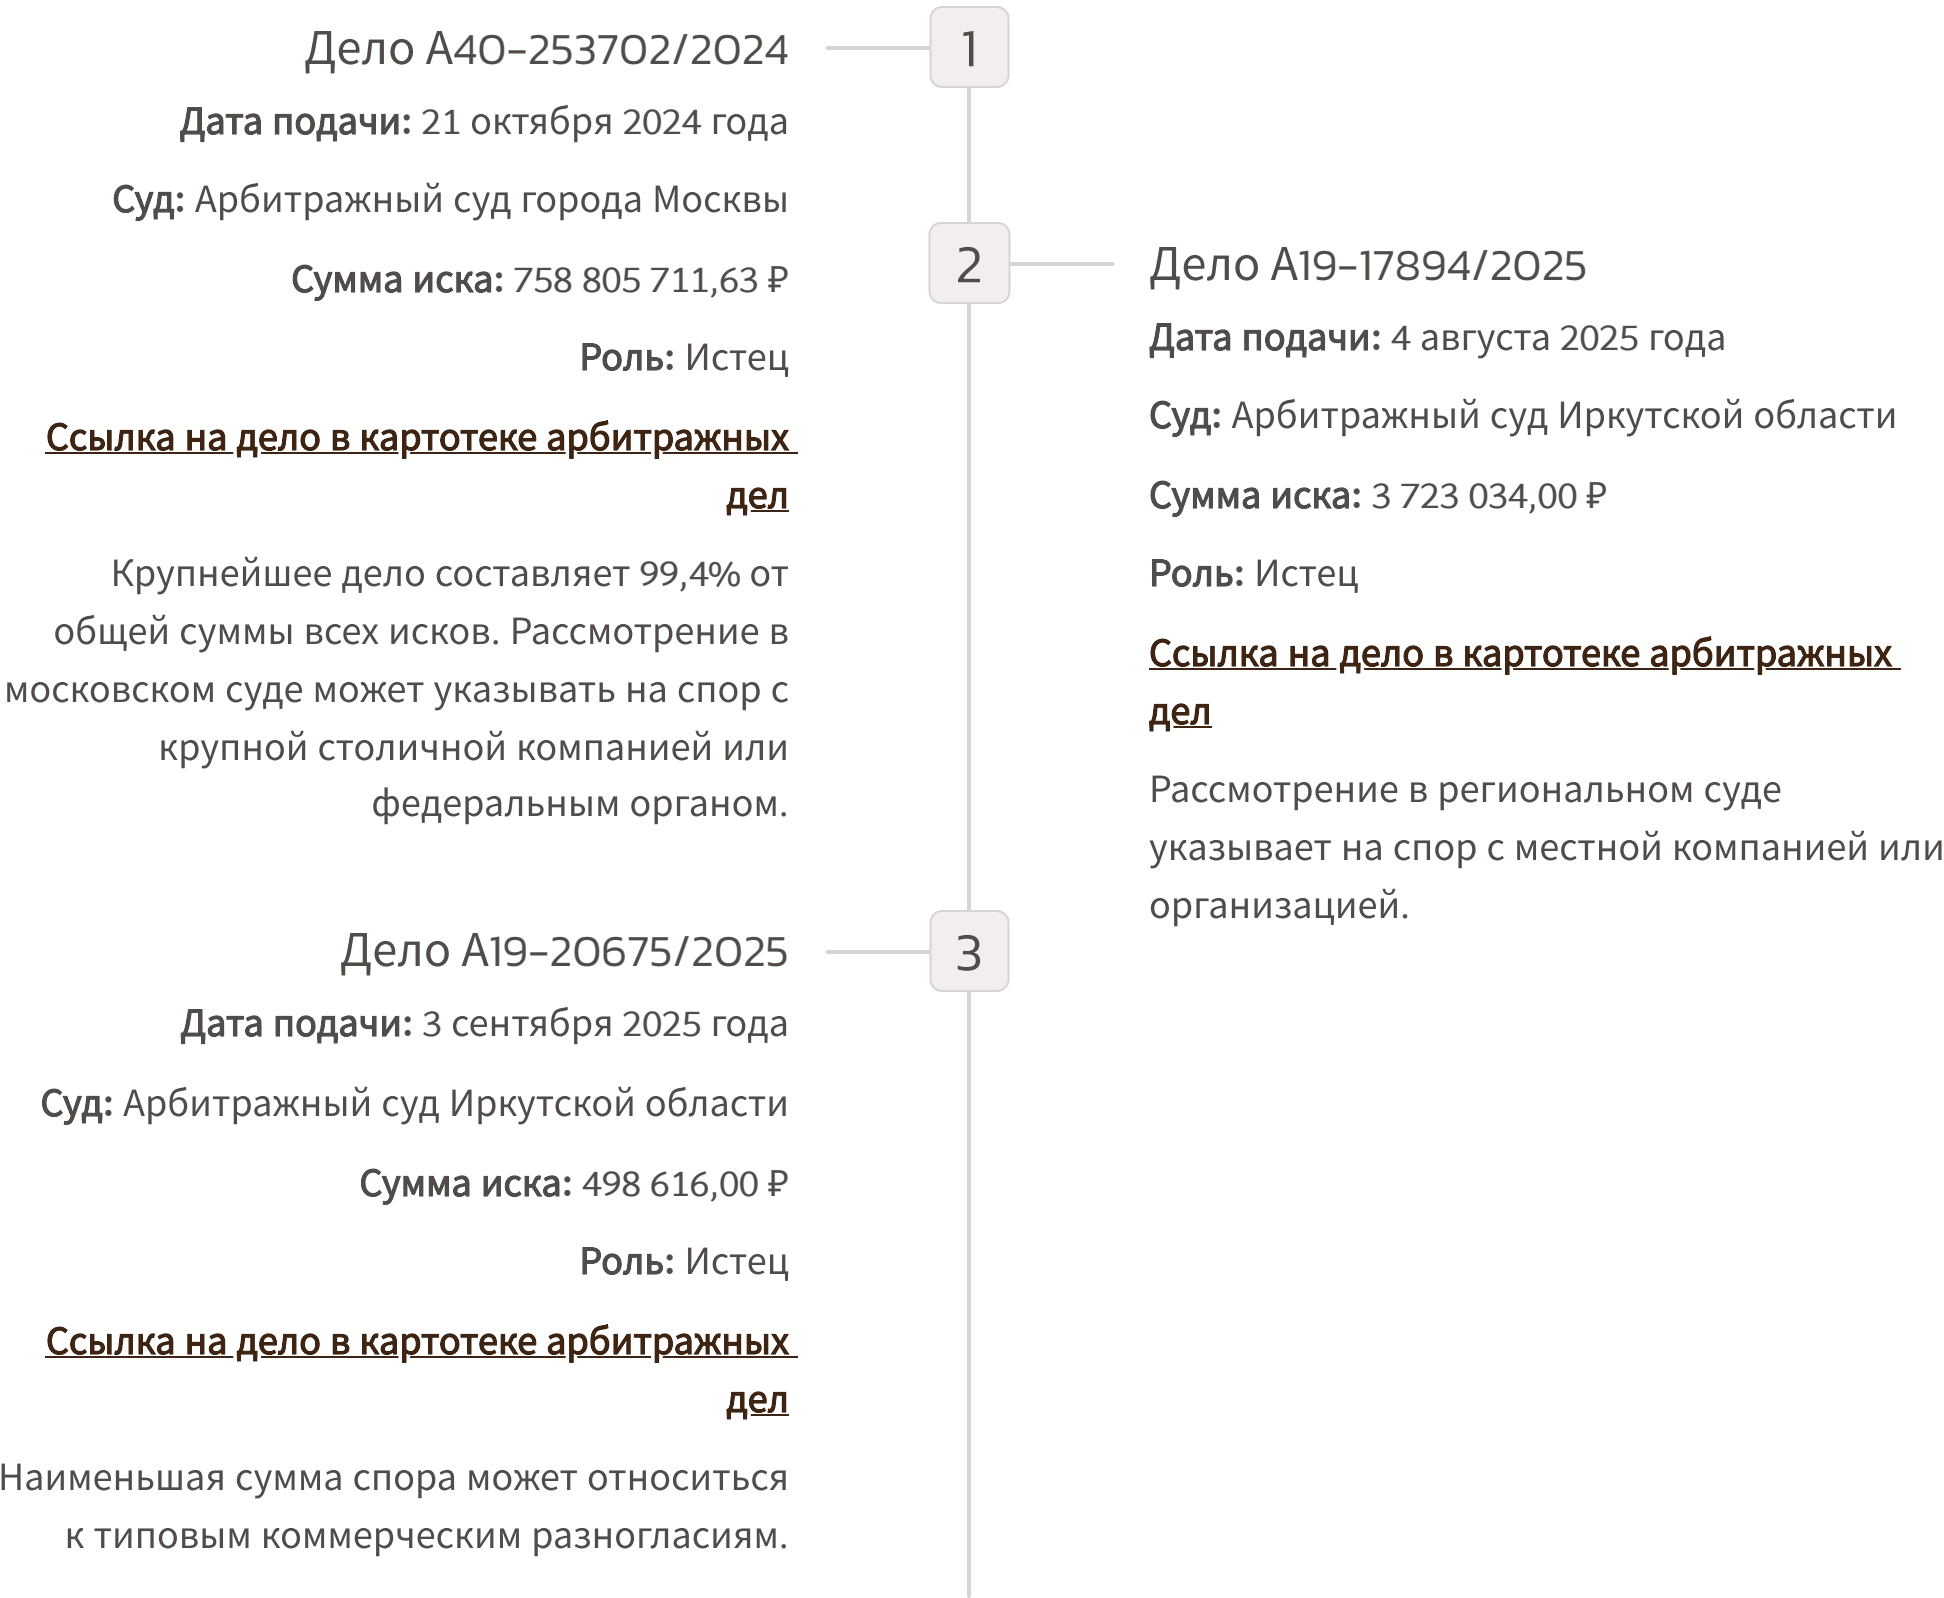 1
Дело А40-253702/2024
Дата подачи: 21 октября 2024 года
Суд: Арбитражный суд города Москвы
Сумма иска: 758 805 711,63 ₽
Роль: Истец
Ссылка на дело в картотеке арбитражных
дел
Крупнейшее дело составляет 99,4% от
общей суммы всех исков. Рассмотрение в
московском суде может указывать на спор с
крупной столичной компанией или
федеральным органом.
2
Дело А19-17894/2025
Дата подачи: 4 августа 2025 года
Суд: Арбитражный суд Иркутской области
Сумма иска: 3 723 034,00 ₽
Роль: Истец
Ссылка на дело в картотеке арбитражных
дел
Рассмотрение в региональном суде
указывает на спор с местной компанией или
организацией.
3
Дело А19-20675/2025
Дата подачи: 3 сентября 2025 года
Суд: Арбитражный суд Иркутской области
Сумма иска: 498 616,00 ₽
Роль: Истец
Ссылка на дело в картотеке арбитражных
дел
Наименьшая сумма спора может относиться
к типовым коммерческим разногласиям.